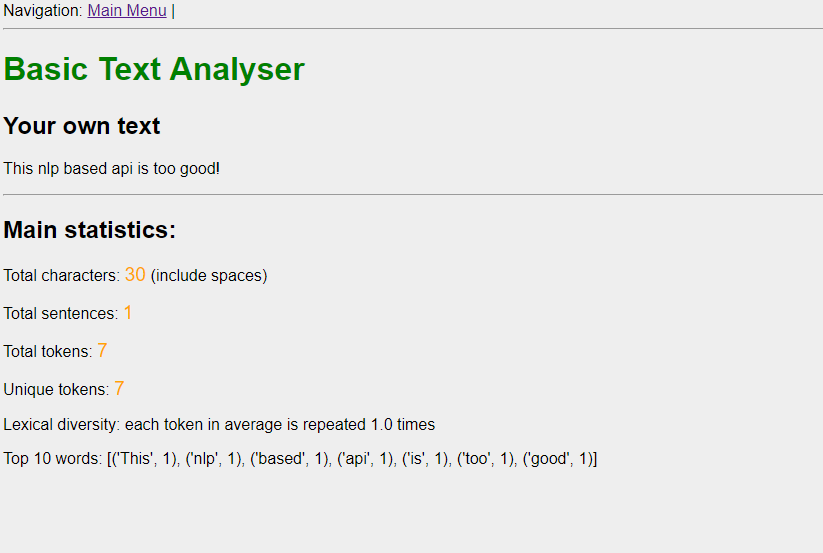 Navigation: Main Menu |
Basic Text Analyser
Your own text
This nlp based api is too good!
Main statistics:
Total characters: 30 (include spaces)
Total sentences: 1
Total tokens: 7
Unique tokens: 7
Lexical diversity: each token in average is repeated 1.0 times
Top 10 words: [('This', 1), ('nlp', 1), ('based', 1), ('api', 1), ('is', 1), ('too', 1), ('good', 1)]